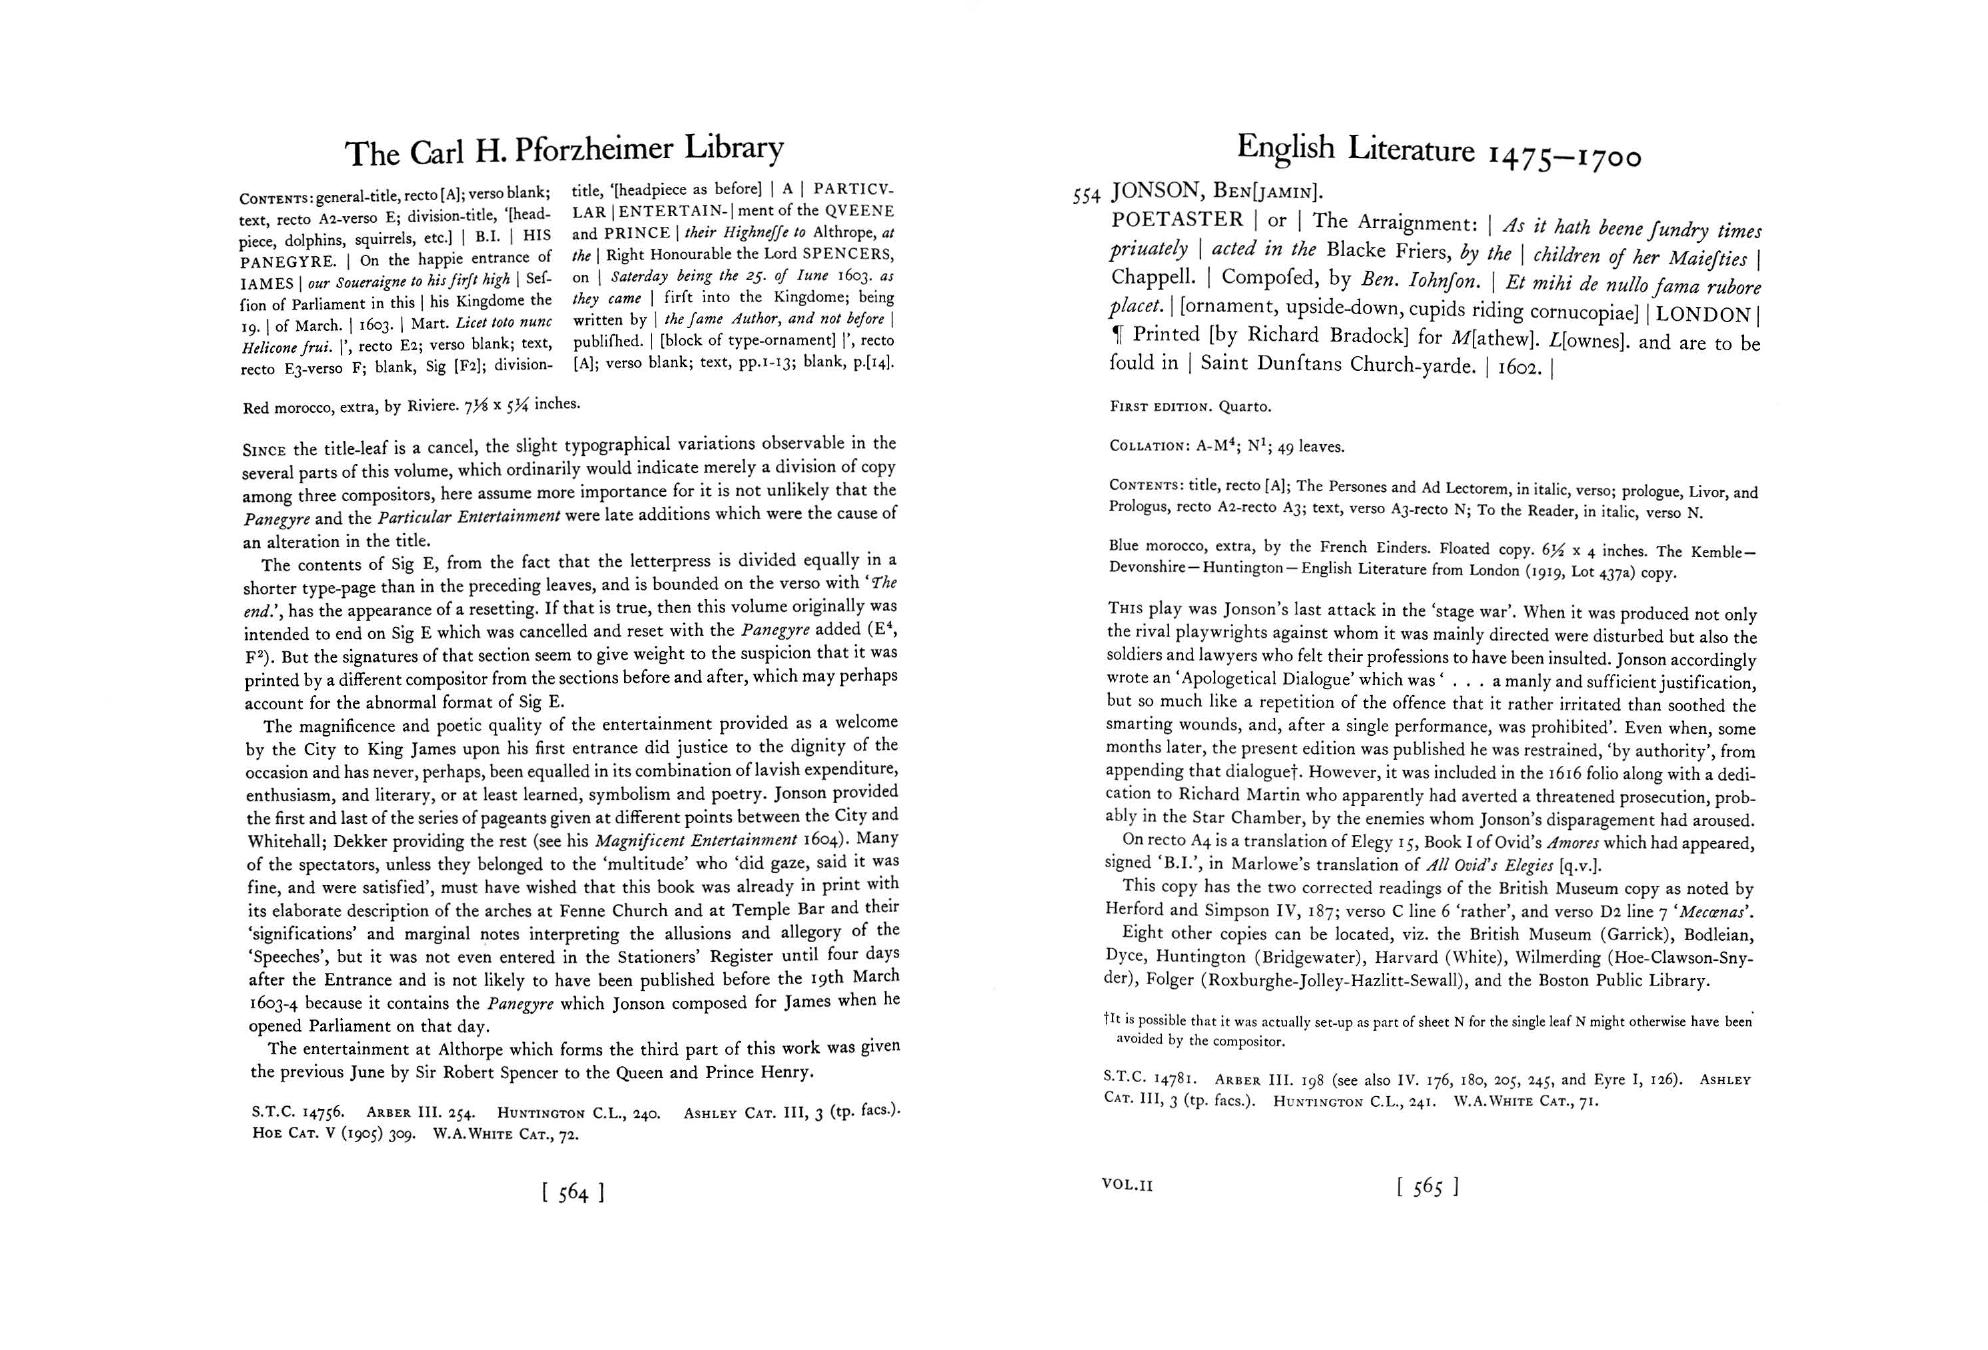 The Carl H. Pforzheimer Library
CONTENTS: general-title, recto [A]; verso blank;
text, recto A2-verso E; division-title, ‘[head-
piece, dolphins, squirrels, etc.] | B.I. | HIS
PANEGYRE. | On the happie entrance of
IAMES | our Soueraigne to his firſt high | Seſ-
ſion of Parliament in this | his Kingdome the
19. | of March. | 1603. | Mart. Licet toto nunc
Helicone frui. |’, recto E2; verso blank; text,
recto E3-verso F; blank, Sig [F2]; division-
title, ‘[headpiece as before] | A | PARTICV-
LAR | ENTERTAIN- | ment of the QVEENE
and PRINCE | their Highneſſe to Althrope, at
the | Right Honourable the Lord SPENCERS,
on | Saterday being the 25. of Iune 1603. as
they came | firſt into the Kingdome; being
written by | the ſame Author, and not before |
publiſhed. | [block of type-ornament] |’, recto
[A]; verso blank; text, pp.1-13; blank, p.[14].
Red morocco, extra, by Riviere. 7⅛ x 5¼ inches.
SINCE the title-leaf is a cancel, the slight typographical variations observable in the
several parts of this volume, which ordinarily would indicate merely a division of copy
among three compositors, here assume more importance for it is not unlikely that the
Panegyre and the Particular Entertainment were late additions which were the cause of
an alteration in the title.
The contents of Sig E, from the fact that the letterpress is divided equally in a
shorter type-page than in the preceding leaves, and is bounded on the verso with ‘The
end.’, has the appearance of a resetting. If that is true, then this volume originally was
intended to end on Sig E which was cancelled and reset with the Panegyre added (E⁴,
F²). But the signatures of that section seem to give weight to the suspicion that it was
printed by a different compositor from the sections before and after, which may perhaps
account for the abnormal format of Sig E.
The magnificence and poetic quality of the entertainment provided as a welcome
by the City to King James upon his first entrance did justice to the dignity of the
occasion and has never, perhaps, been equalled in its combination of lavish expenditure,
enthusiasm, and literary, or at least learned, symbolism and poetry. Jonson provided
the first and last of the series of pageants given at different points between the City and
Whitehall; Dekker providing the rest (see his Magnificent Entertainment 1604). Many
of the spectators, unless they belonged to the ‘multitude’ who ‘did gaze, said it was
fine, and were satisfied’, must have wished that this book was already in print with
its elaborate description of the arches at Fenne Church and at Temple Bar and their
‘significations’ and marginal notes interpreting the allusions and allegory of the
‘Speeches’, but it was not even entered in the Stationers’ Register until four days
after the Entrance and is not likely to have been published before the 19th March
1603-4 because it contains the Panegyre which Jonson composed for James when he
opened Parliament on that day.
The entertainment at Althorpe which forms the third part of this work was given
the previous June by Sir Robert Spencer to the Queen and Prince Henry.
S.T.C. 14756. ARBER III. 254. HUNTINGTON C.L., 240. ASHLEY CAT. III, 3 (tp. facs.).
HOE CAT. V (1905) 309. W.A.WHITE CAT., 72.
[ 564 ]
English Literature 1475–1700
554 JONSON, BEN[JAMIN].
POETASTER | or | The Arraignment: | As it hath beene ſundry times
priuately | acted in the Blacke Friers, by the | children of her Maieſties |
Chappell. | Compoſed, by Ben. Iohnſon. | Et mihi de nullo fama rubore
placet. | [ornament, upside-down, cupids riding cornucopiae] | LONDON |
¶ Printed [by Richard Bradock] for M[athew]. L[ownes]. and are to be
ſould in | Saint Dunſtans Church-yarde. | 1602. |
FIRST EDITION. Quarto.
COLLATION: A-M⁴; N¹; 49 leaves.
CONTENTS: title, recto [A]; The Persones and Ad Lectorem, in italic, verso; prologue, Livor, and
Prologus, recto A2-recto A3; text, verso A3-recto N; To the Reader, in italic, verso N.
Blue morocco, extra, by the French Einders. Floated copy. 6½ x 4 inches. The Kemble—
Devonshire—Huntington—English Literature from London (1919, Lot 437a) copy.
THIS play was Jonson’s last attack in the ‘stage war’. When it was produced not only
the rival playwrights against whom it was mainly directed were disturbed but also the
soldiers and lawyers who felt their professions to have been insulted. Jonson accordingly
wrote an ‘Apologetical Dialogue’ which was ‘ . . . a manly and sufficient justification,
but so much like a repetition of the offence that it rather irritated than soothed the
smarting wounds, and, after a single performance, was prohibited’. Even when, some
months later, the present edition was published he was restrained, ‘by authority’, from
appending that dialogue†. However, it was included in the 1616 folio along with a dedi-
cation to Richard Martin who apparently had averted a threatened prosecution, prob-
ably in the Star Chamber, by the enemies whom Jonson’s disparagement had aroused.
On recto A4 is a translation of Elegy 15, Book I of Ovid’s Amores which had appeared,
signed ‘B.I.’, in Marlowe’s translation of All Ovid’s Elegies [q.v.].
This copy has the two corrected readings of the British Museum copy as noted by
Herford and Simpson IV, 187; verso C line 6 ‘rather’, and verso D2 line 7 ‘Mecœnas’.
Eight other copies can be located, viz. the British Museum (Garrick), Bodleian,
Dyce, Huntington (Bridgewater), Harvard (White), Wilmerding (Hoe-Clawson-Sny-
der), Folger (Roxburghe-Jolley-Hazlitt-Sewall), and the Boston Public Library.
†It is possible that it was actually set-up as part of sheet N for the single leaf N might otherwise have been
avoided by the compositor.
S.T.C. 14781. ARBER III. 198 (see also IV. 176, 180, 205, 245, and Eyre I, 126). ASHLEY
CAT. III, 3 (tp. facs.). HUNTINGTON C.L., 241. W.A.WHITE CAT., 71.
VOL.II
[ 565 ]